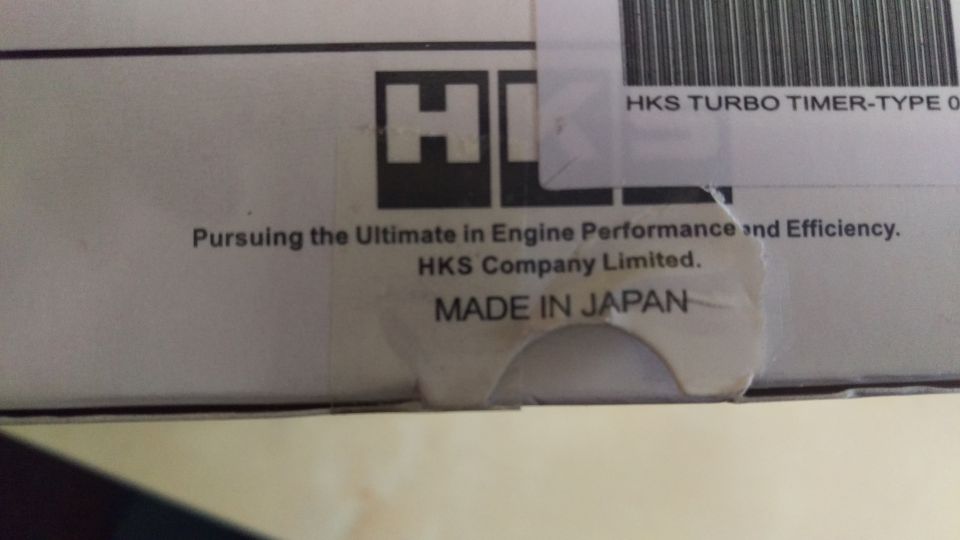 HKS
HKS TURBO TIMER-TYPE 0
Pursuing the Ultimate in Engine Performance and Efficiency.
HKS Company Limited.
MADE IN JAPAN